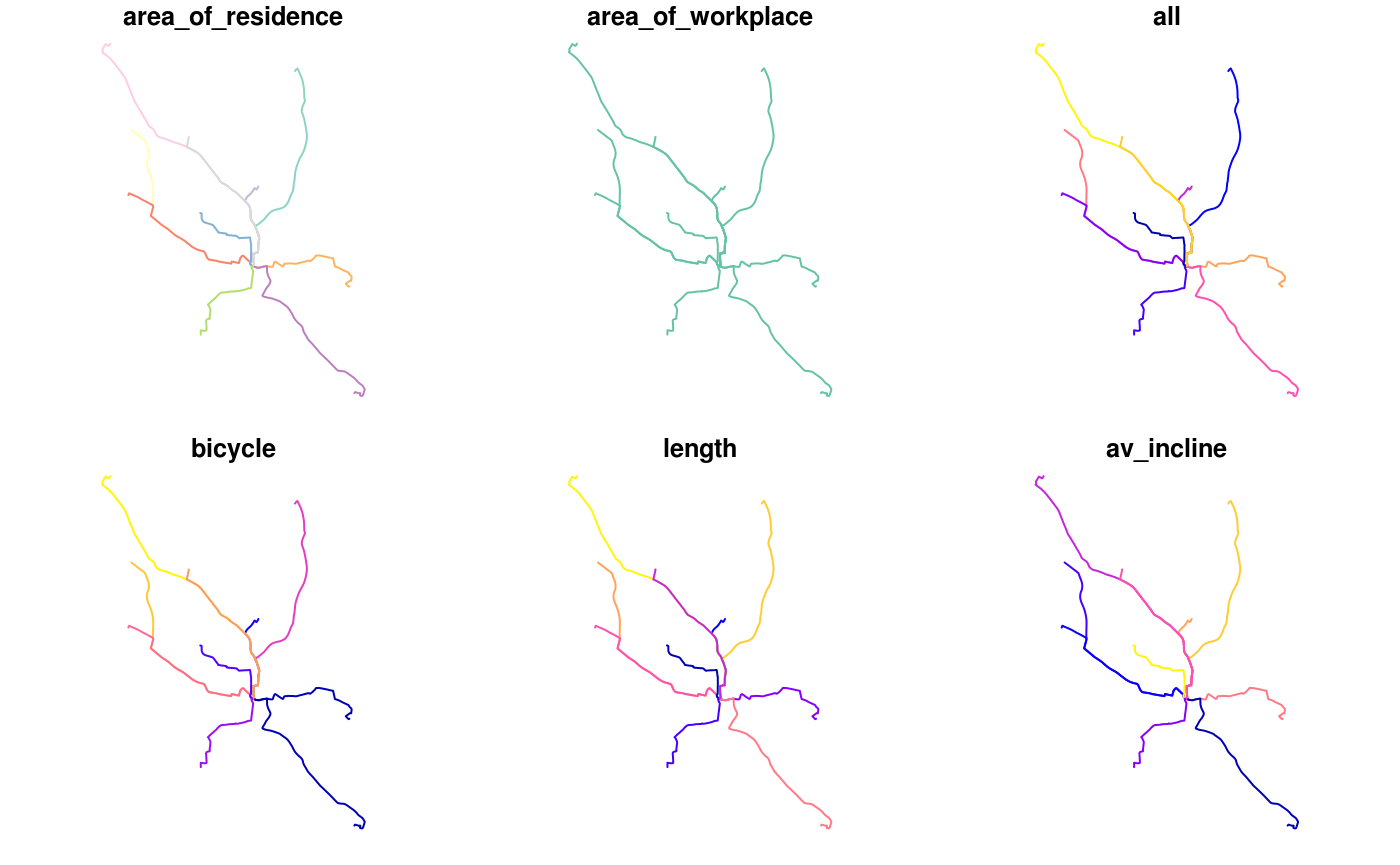 area_of_residence
area_of_workplace
all
bicycle
length
av_incline